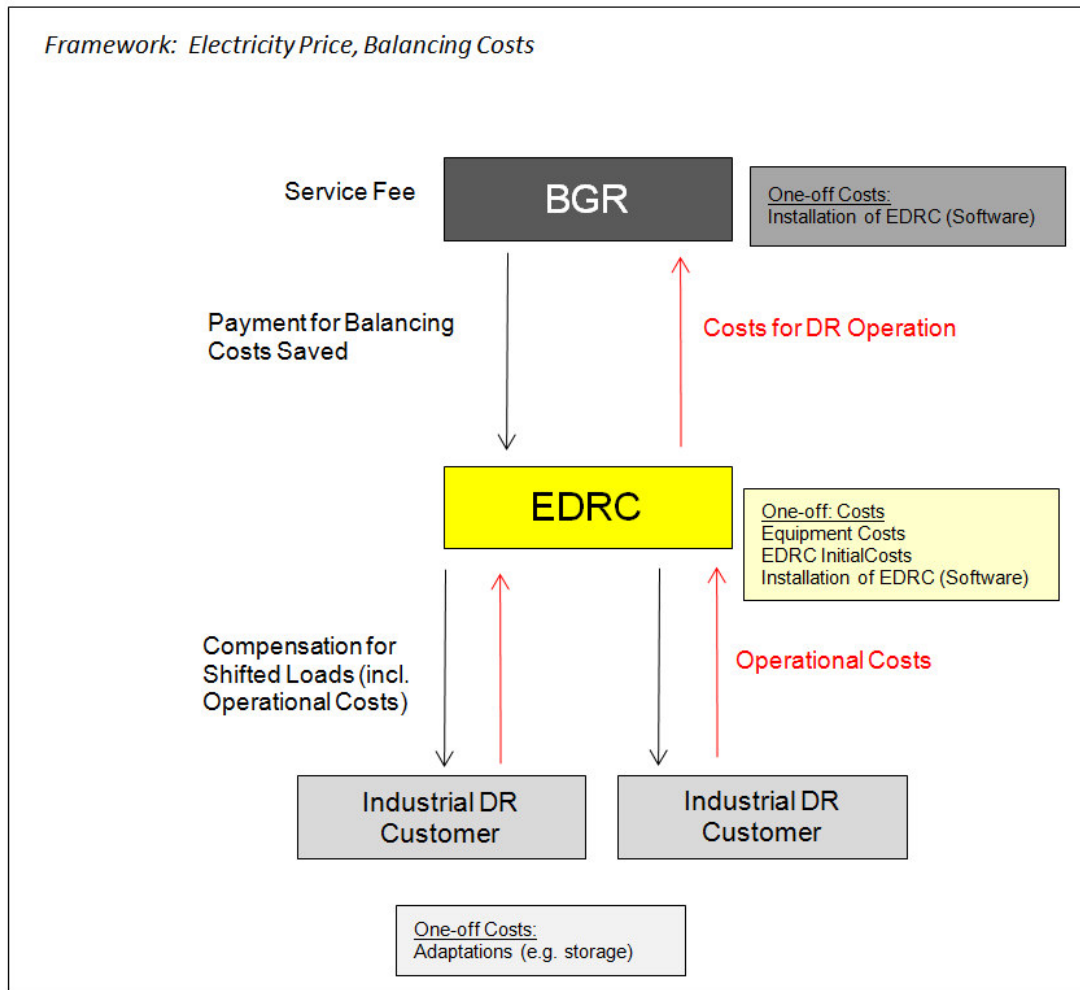 Framework: Electricity Price, Balancing Costs
Service Fee
BGR
One-off Costs:
Installation of EDRC (Software)
Payment for Balancing
Costs Saved
Costs for DR Operation
EDRC
One-off: Costs
Equipment Costs
EDRC InitialCosts
Installation of EDRC (Software)
Compensation for
Shifted Loads (incl.
Operational Costs)
Operational Costs
Industrial DR
Customer
Industrial DR
Customer
One-off Costs:
Adaptations (e.g. storage)